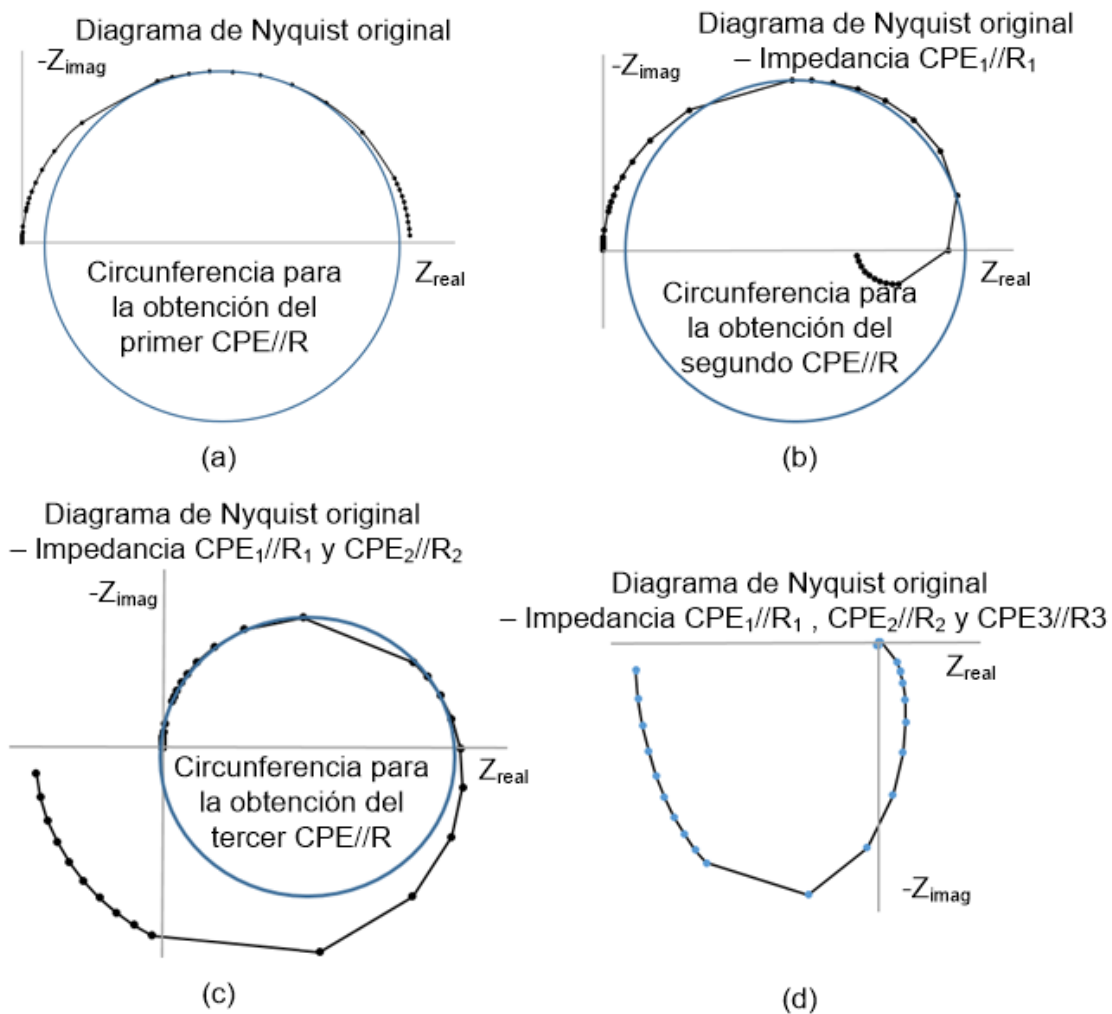 Diagrama de Nyquist original
-Zimag
Zreal
Circunferencia para
la obtención del
primer CPE//R
(a)
Diagrama de Nyquist original
– Impedancia CPE₁//R₁
-Zimag
Zreal
Circunferencia para
la obtención del
segundo CPE//R
(b)
Diagrama de Nyquist original
– Impedancia CPE₁//R₁ y CPE₂//R₂
-Zimag
Zreal
Circunferencia para
la obtención del
tercer CPE//R
(c)
Diagrama de Nyquist original
– Impedancia CPE₁//R₁ , CPE₂//R₂ y CPE3//R3
Zreal
-Zimag
(d)